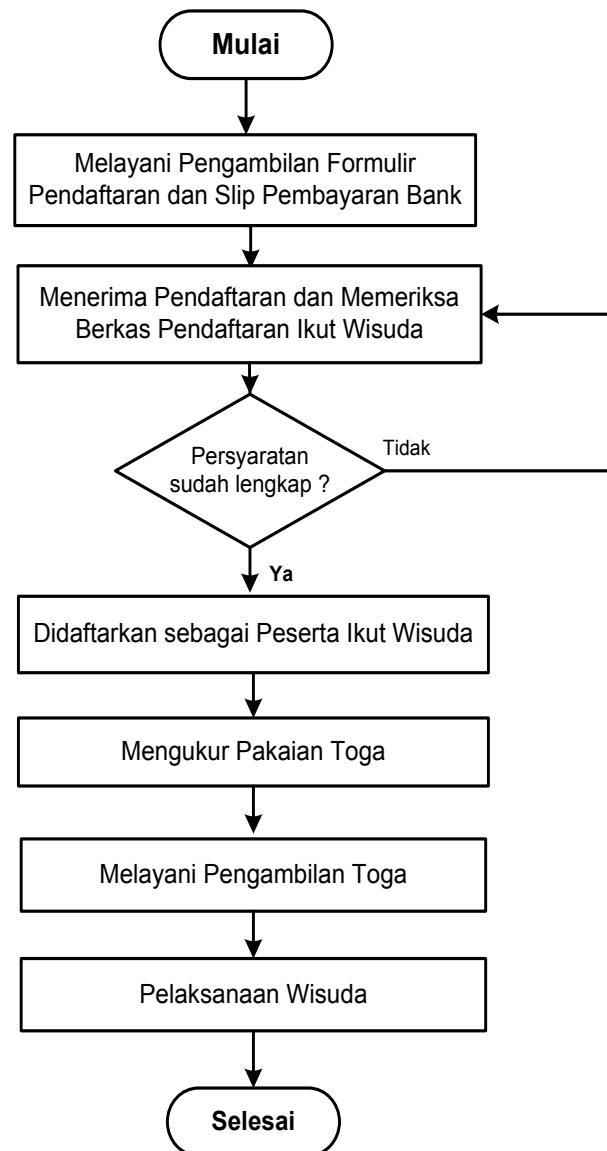 Mulai
Melayani Pengambilan Formulir
Pendaftaran dan Slip Pembayaran Bank
Menerima Pendaftaran dan Memeriksa
Berkas Pendaftaran Ikut Wisuda
Persyaratan
sudah lengkap ?
Tidak
Ya
Didaftarkan sebagai Peserta Ikut Wisuda
Mengukur Pakaian Toga
Melayani Pengambilan Toga
Pelaksanaan Wisuda
Selesai